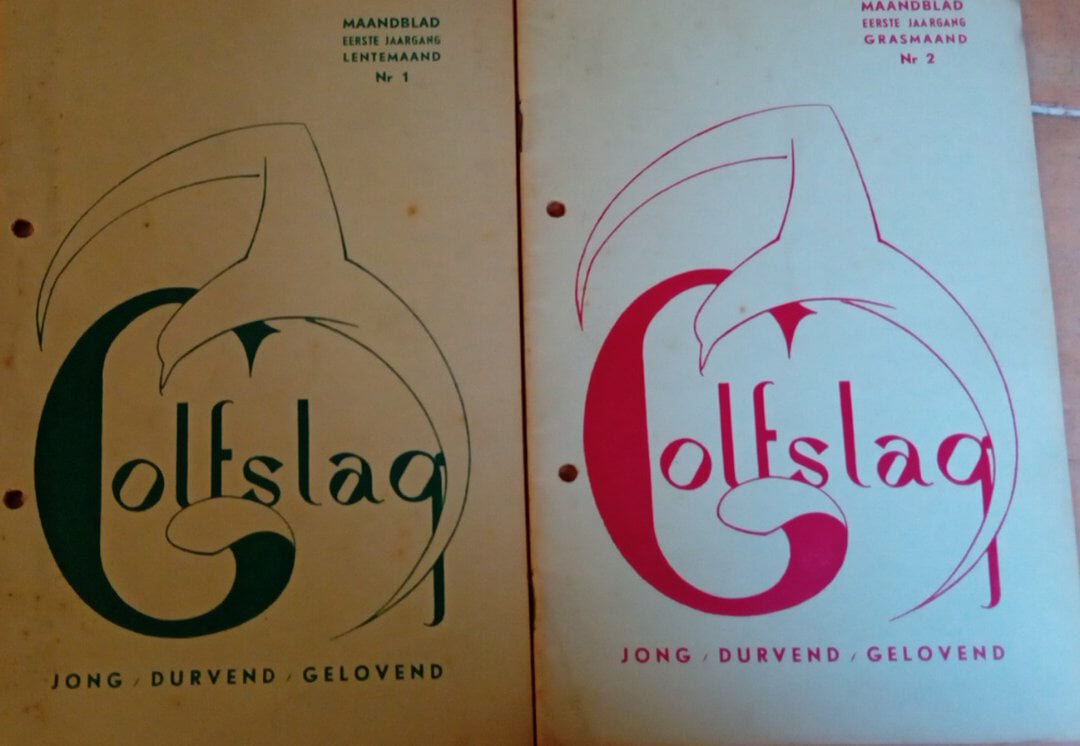 MAANDBLAD
EERSTE JAARGANG
LENTEMAAND
Nr 1
Golfslag
JONG / DURVEND / GELOVEND
MAANDBLAD
EERSTE JAARGANG
GRASMAAND
Nr 2
Golfslag
JONG / DURVEND / GELOVEND